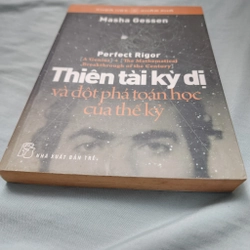 Masha Gessen
Perfect Rigor
[A Genius] + [The Mathematical
Breakthrough of the Century]
Thiên tài kỳ dị
và đột phá toán học
của thế kỷ
NHÀ XUẤT BẢN TRẺ